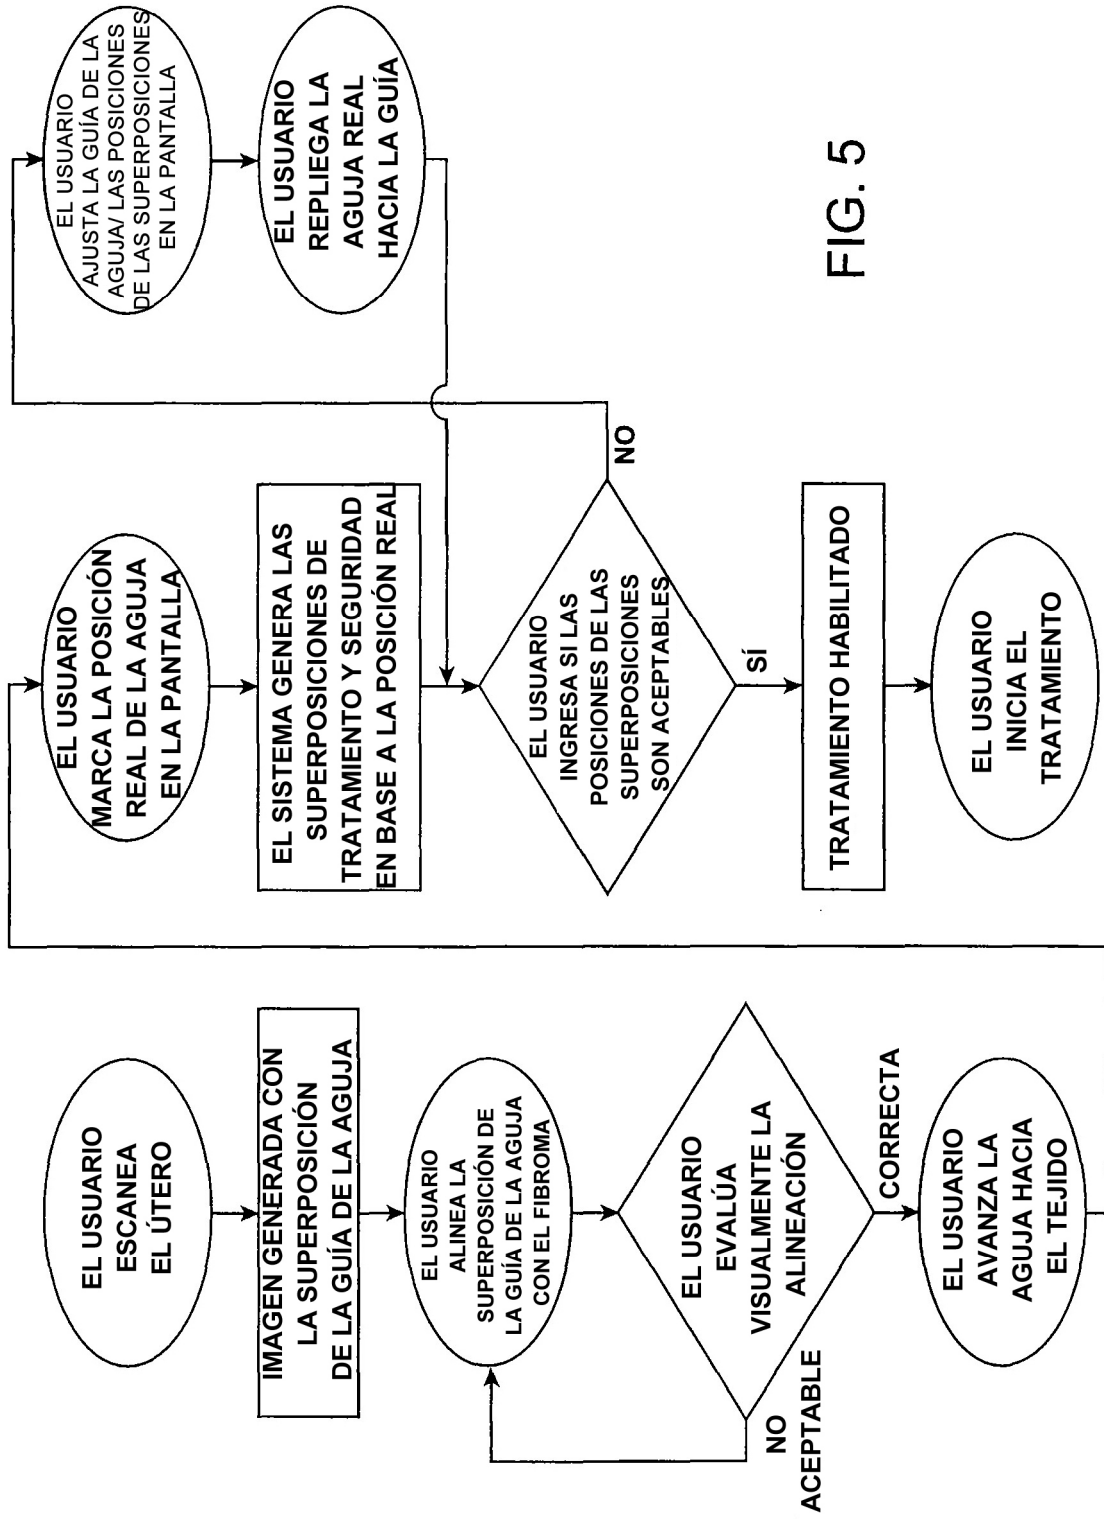 EL USUARIO
ESCANEA
EL ÚTERO
IMAGEN GENERADA CON
LA SUPERPOSICIÓN
DE LA GUÍA DE LA AGUJA
EL USUARIO
ALINEA LA
SUPERPOSICIÓN DE
LA GUÍA DE LA AGUJA
CON EL FIBROMA
EL USUARIO
EVALÚA
VISUALMENTE LA
ALINEACIÓN
NO
ACEPTABLE
CORRECTA
EL USUARIO
AVANZA LA
AGUJA HACIA
EL TEJIDO
EL USUARIO
MARCA LA POSICIÓN
REAL DE LA AGUJA
EN LA PANTALLA
EL SISTEMA GENERA LAS
SUPERPOSICIONES DE
TRATAMIENTO Y SEGURIDAD
EN BASE A LA POSICIÓN REAL
EL USUARIO
INGRESA SI LAS
POSICIONES DE LAS
SUPERPOSICIONES
SON ACEPTABLES
NO
SÍ
TRATAMIENTO HABILITADO
EL USUARIO
INICIA EL
TRATAMIENTO
EL USUARIO
AJUSTA LA GUÍA DE LA
AGUJA/ LAS POSICIONES
DE LAS SUPERPOSICIONES
EN LA PANTALLA
EL USUARIO
REPLIEGA LA
AGUJA REAL
HACIA LA GUÍA
FIG. 5